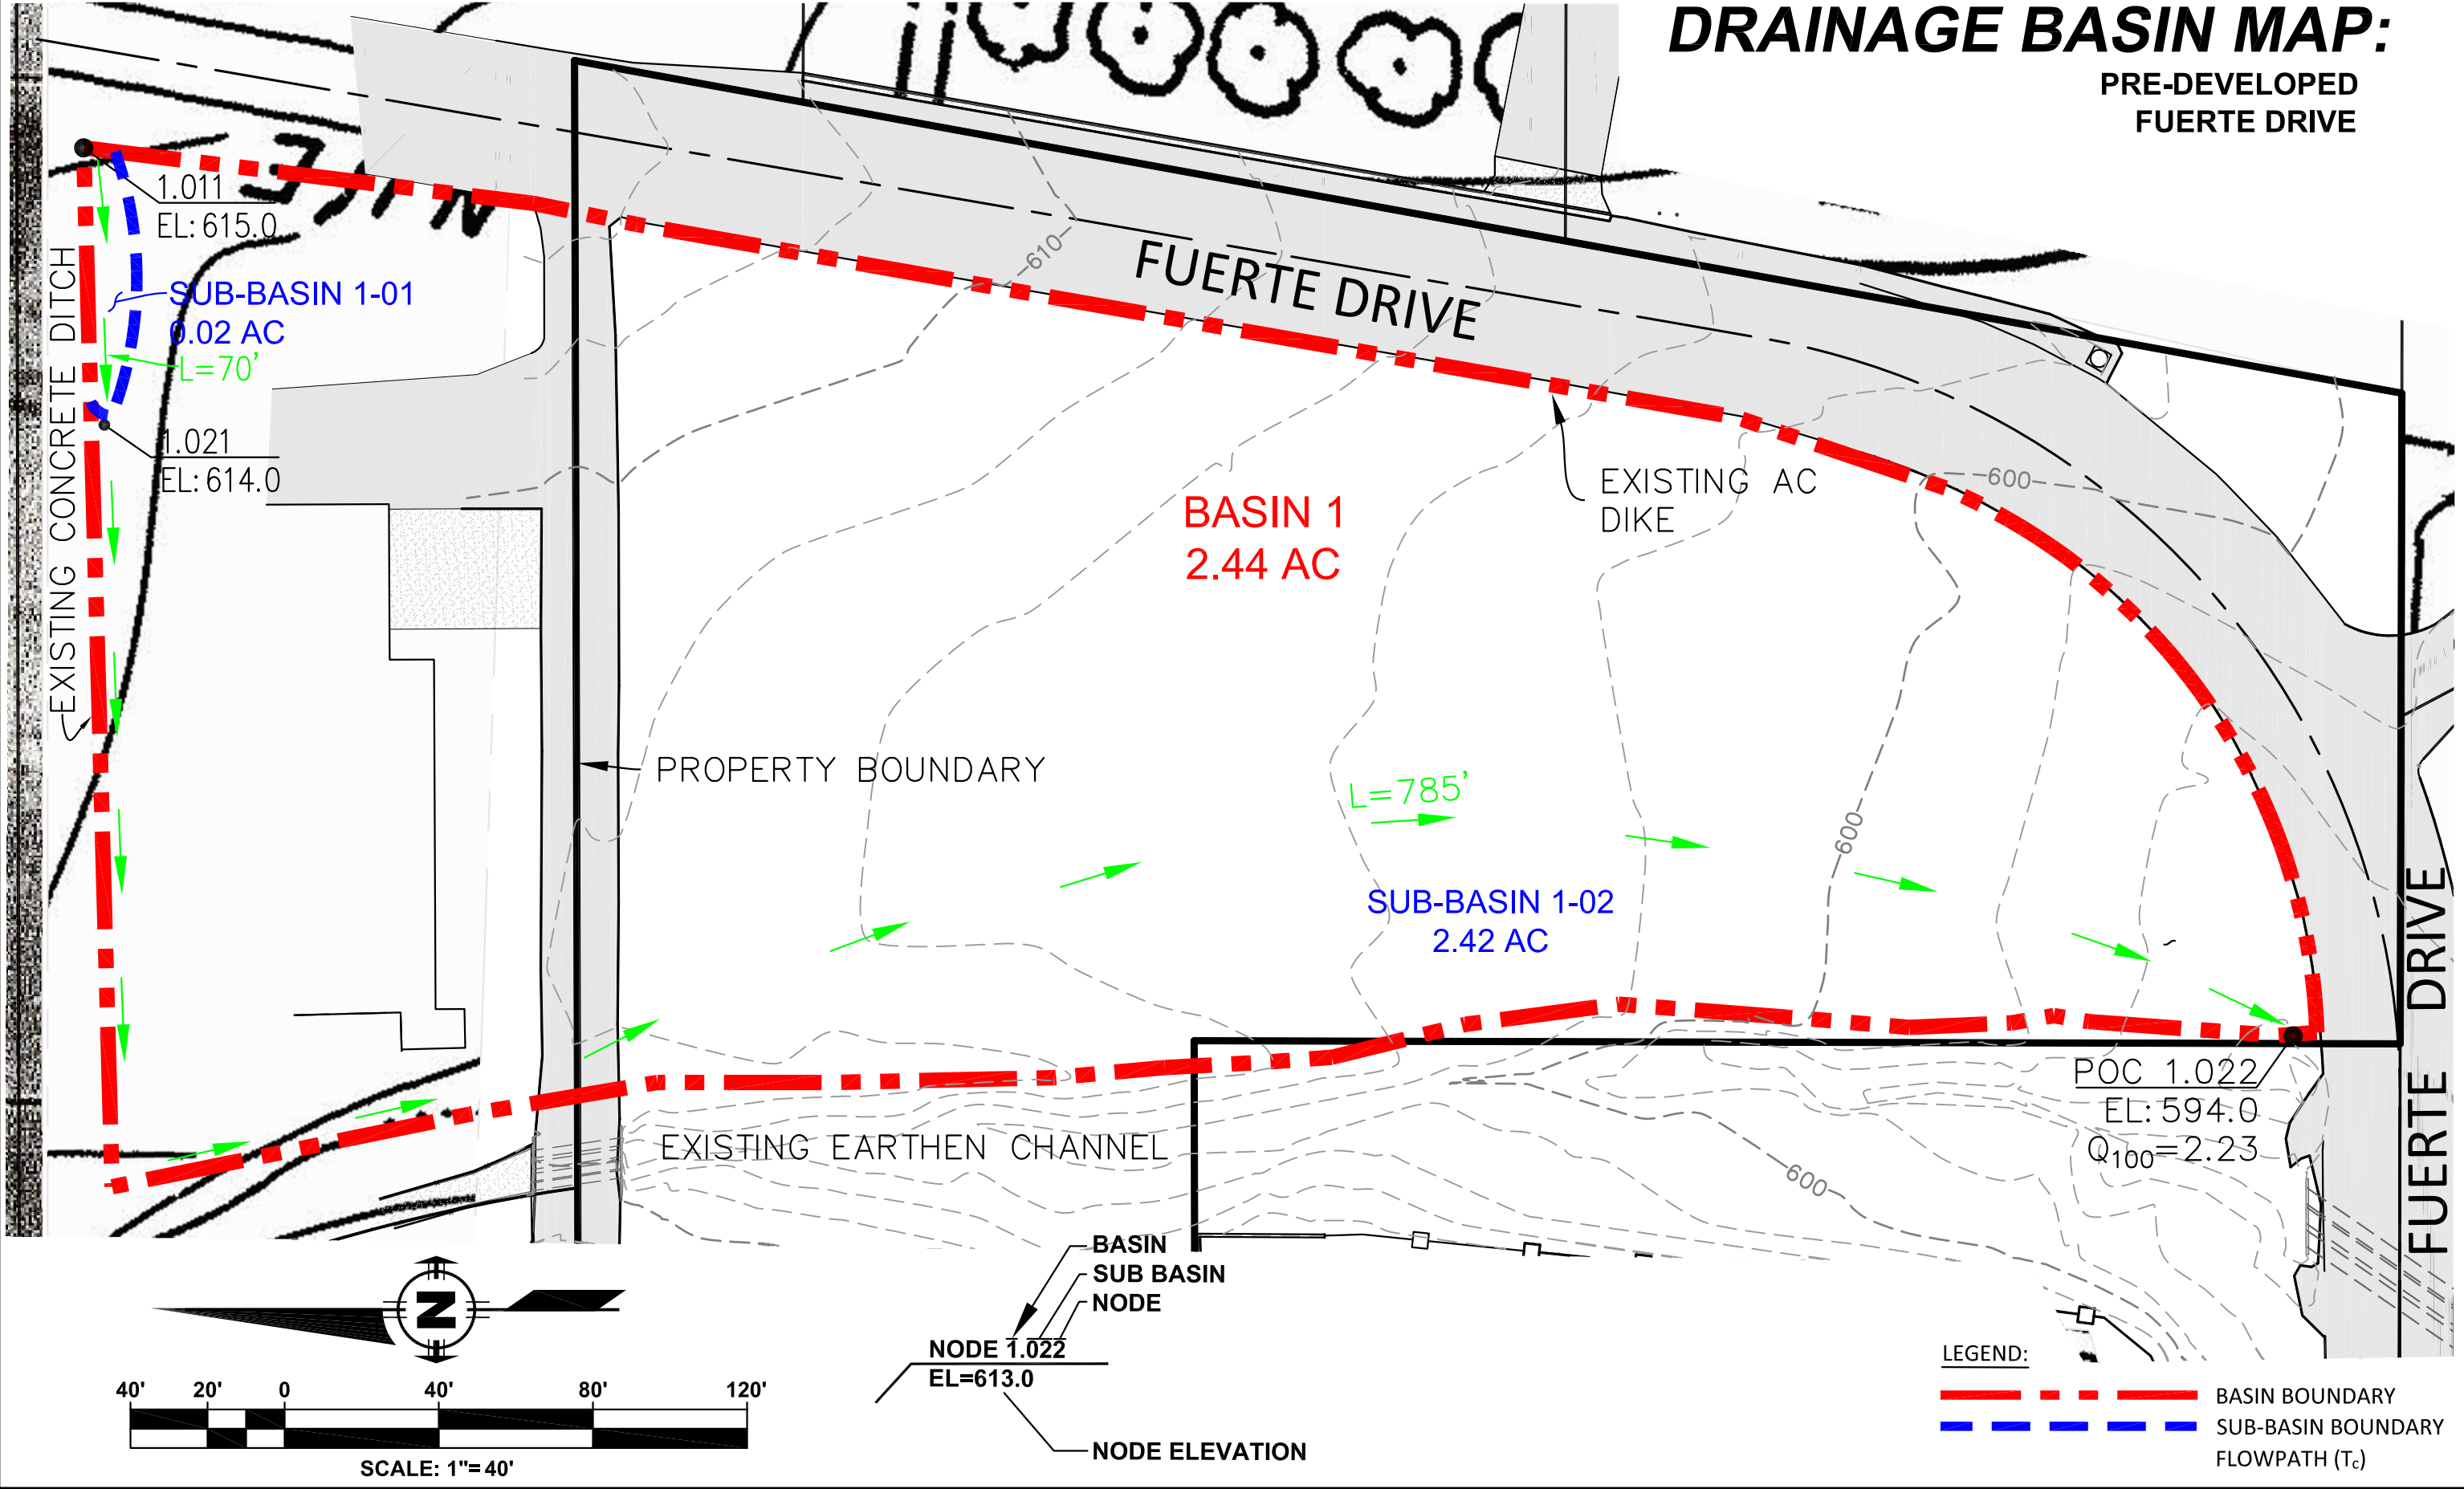 DRAINAGE BASIN MAP:
PRE-DEVELOPED
FUERTE DRIVE
1.011
EL: 615.0
SUB-BASIN 1-01
0.02 AC
L=70'
1.021
EL: 614.0
EXISTING CONCRETE DITCH
610
FUERTE DRIVE
EXISTING AC
DIKE
600
BASIN 1
2.44 AC
PROPERTY BOUNDARY
L=785'
600
SUB-BASIN 1-02
2.42 AC
FUERTE DRIVE
POC 1.022
EL: 594.0
Q100=2.23
EXISTING EARTHEN CHANNEL
600
N
40' 20' 0 40' 80' 120'
SCALE: 1"= 40'
BASIN
SUB BASIN
NODE
NODE 1.022
EL=613.0
NODE ELEVATION
LEGEND:
BASIN BOUNDARY
SUB-BASIN BOUNDARY
FLOWPATH (Tc)